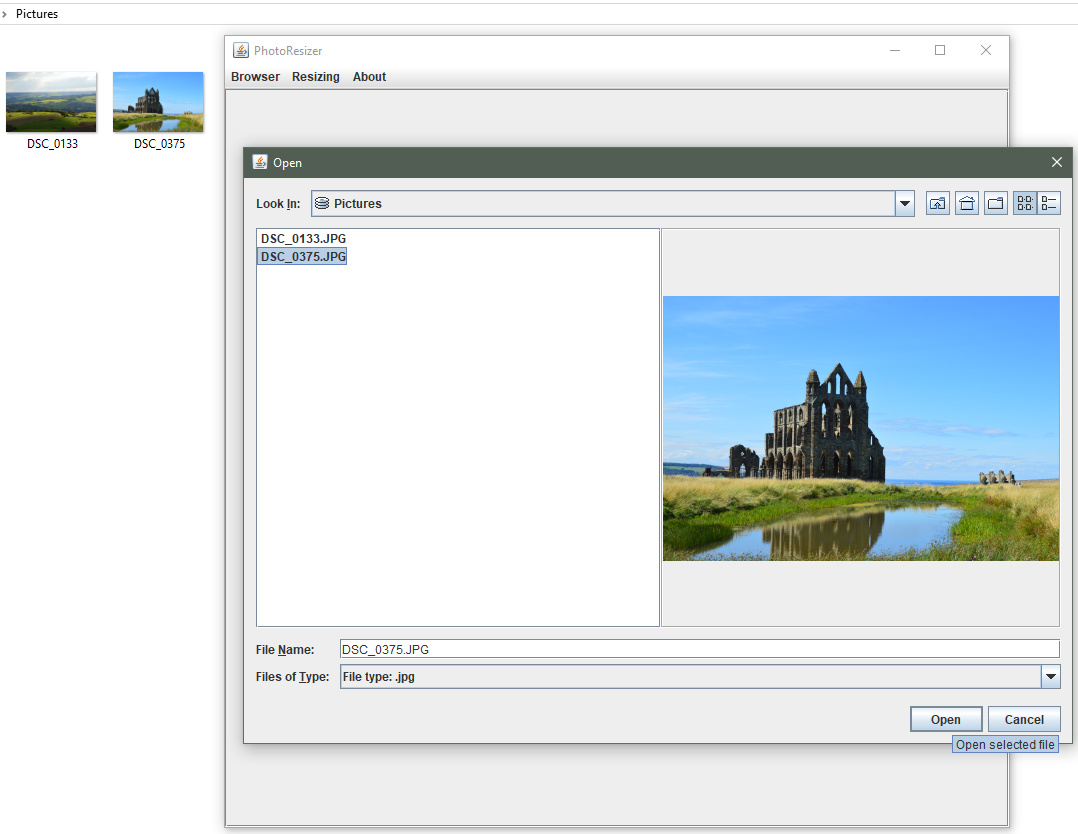 Pictures
DSC_0133
DSC_0375
PhotoResizer
Browser Resizing About
Open
Look In: Pictures
DSC_0133.JPG
DSC_0375.JPG
File Name: DSC_0375.JPG
Files of Type: File type: .jpg
Open Cancel
Open selected file